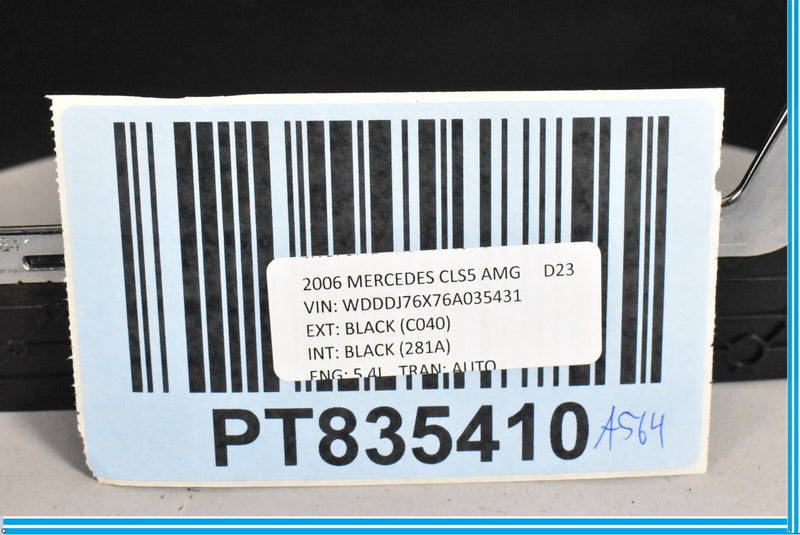 2006 MERCEDES CLS5 AMG D23
VIN: WDDDJ76X76A035431
EXT: BLACK (C040)
INT: BLACK (281A)
ENG: 5.4L TRAN: AUTO
PT835410 A564